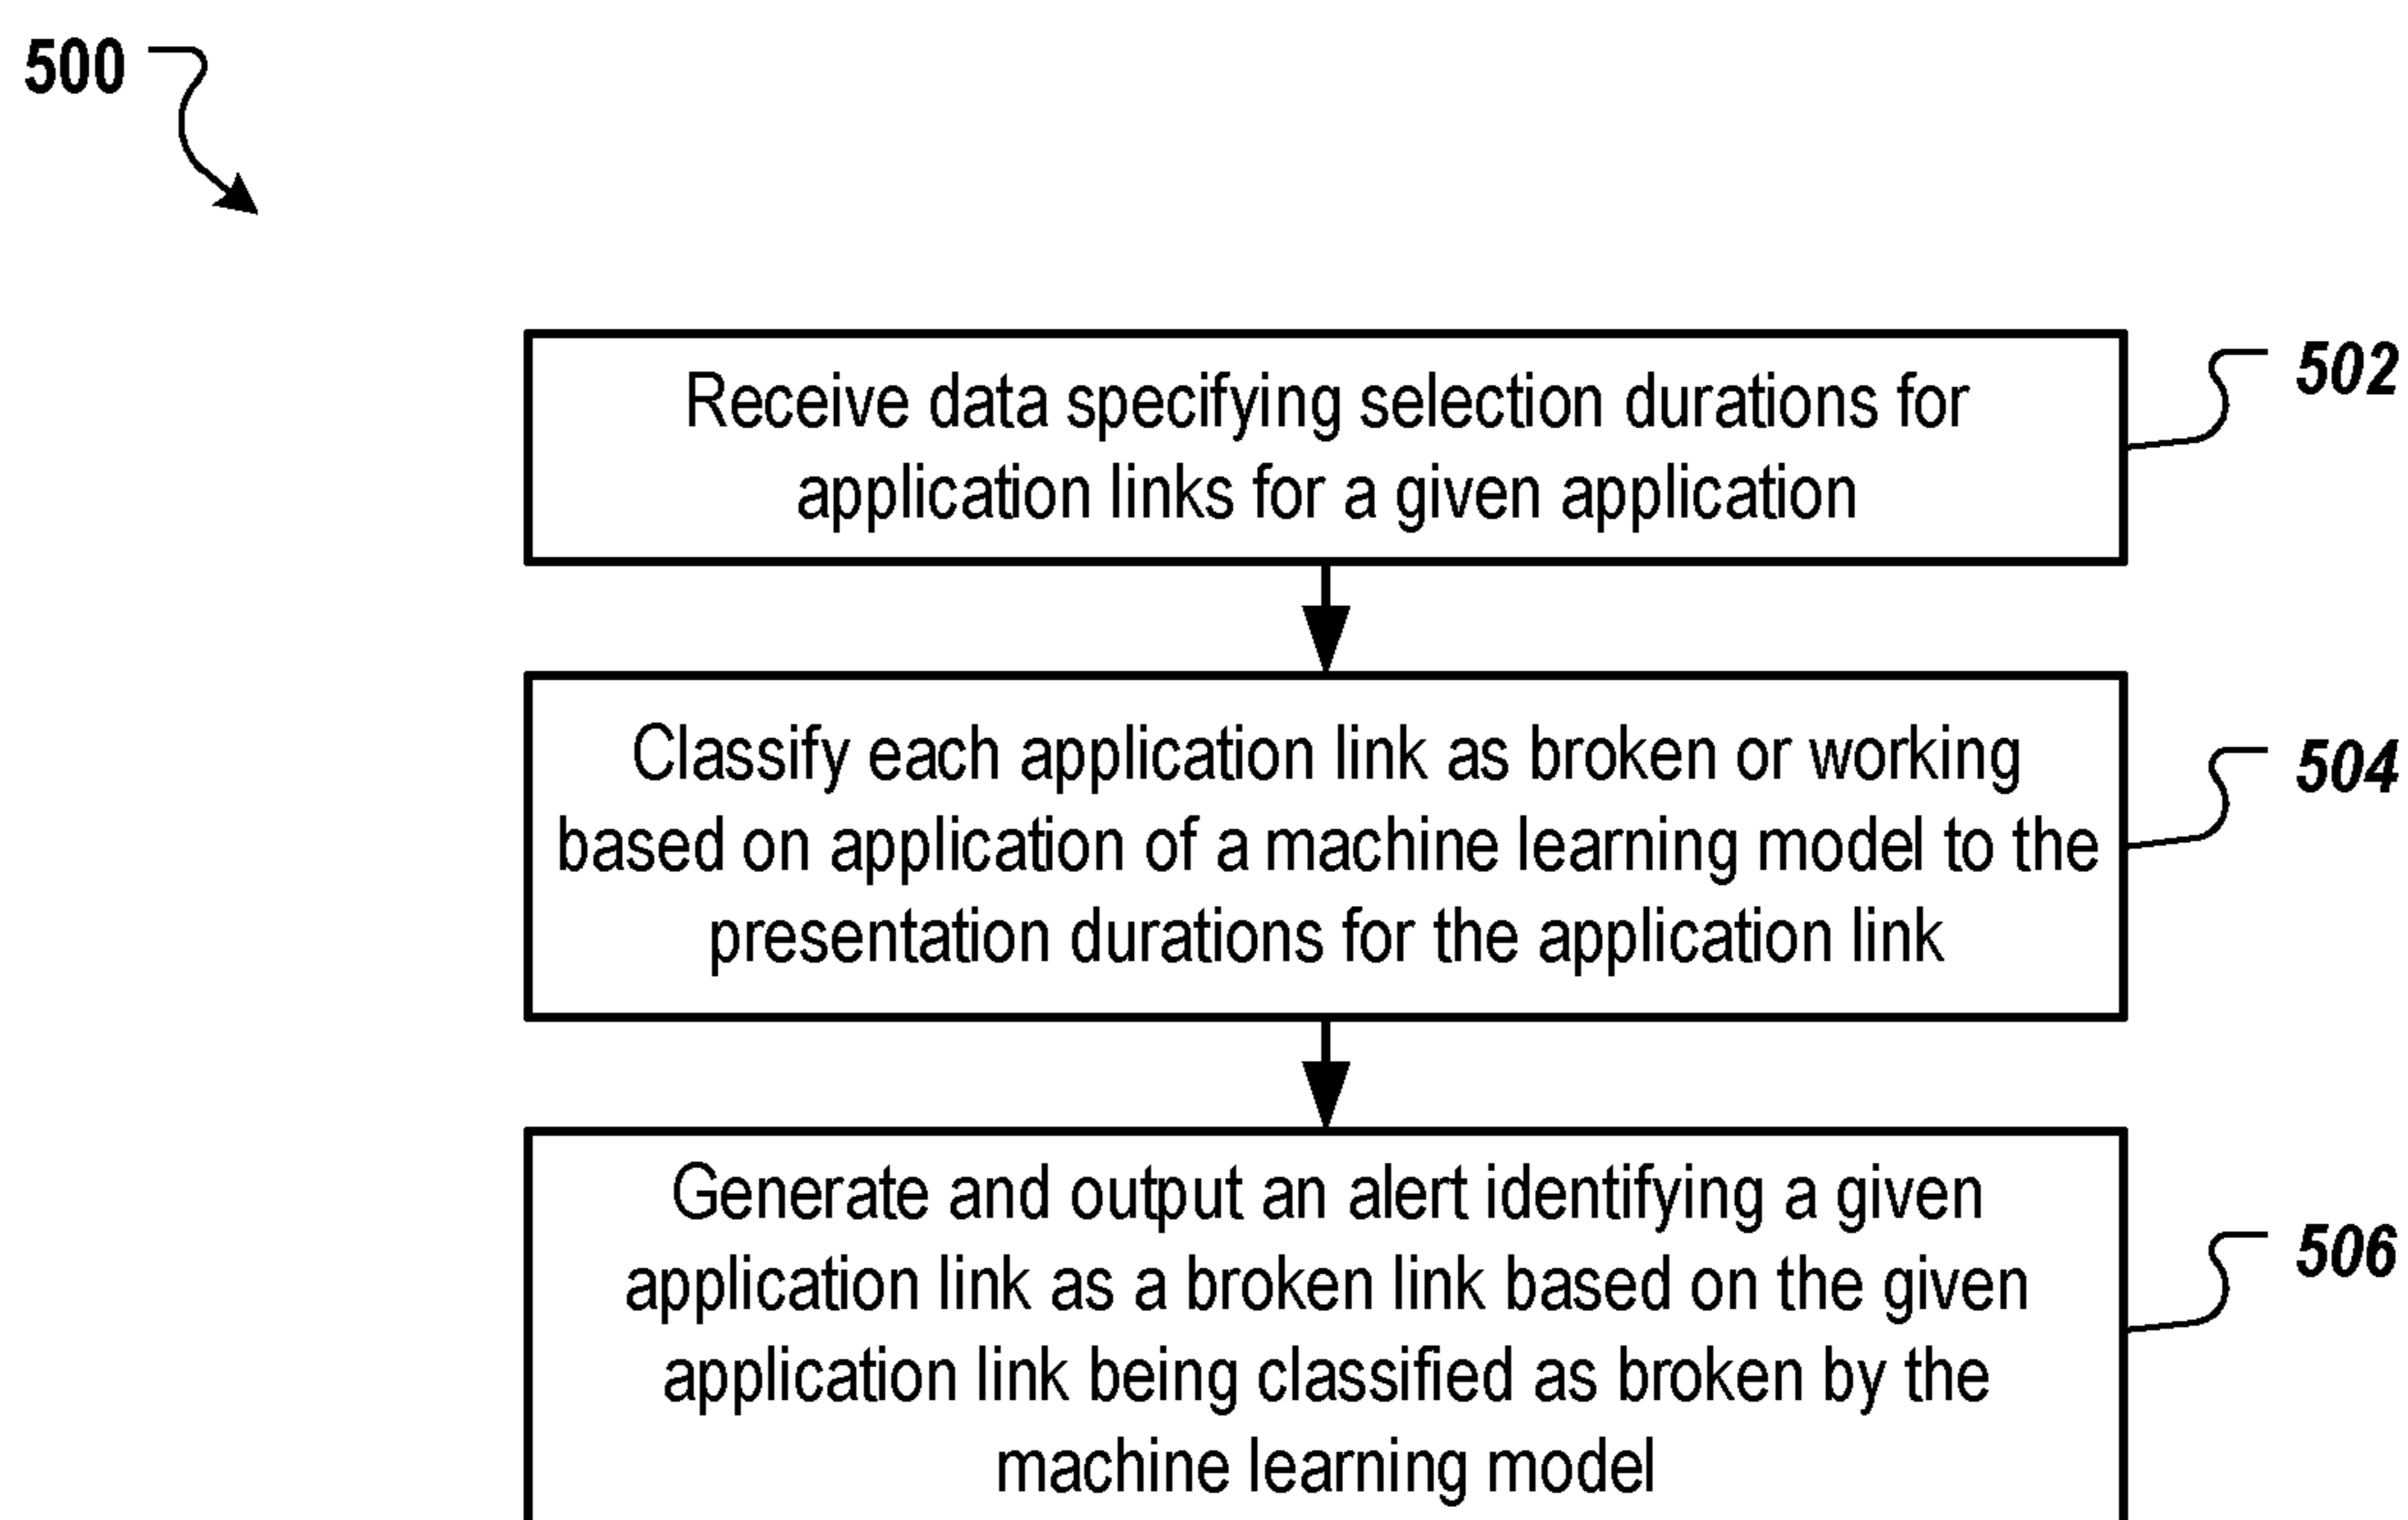 500
Receive data specifying selection durations for
application links for a given application
502
Classify each application link as broken or working
based on application of a machine learning model to the
presentation durations for the application link
504
Generate and output an alert identifying a given
application link as a broken link based on the given
application link being classified as broken by the
machine learning model
506